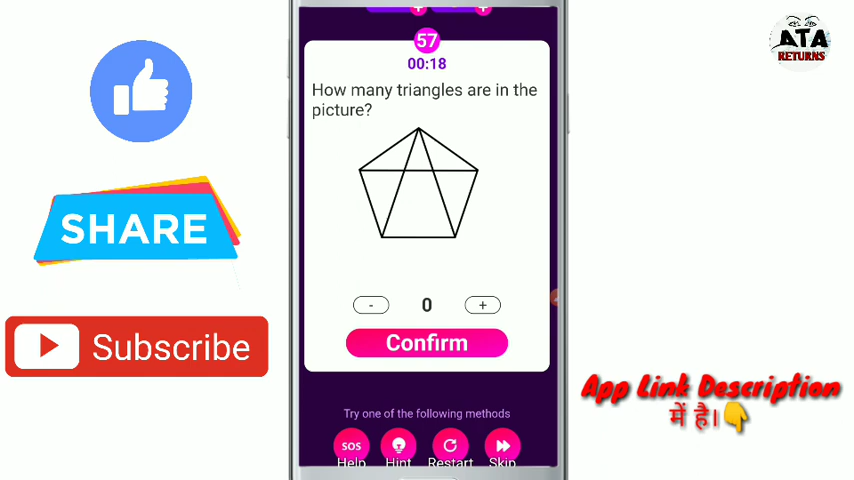 57
00:18
How many triangles are in the
picture?
- 0 +
Confirm
Try one of the following methods
SOS
Help Hint Restart Skip
SHARE
Subscribe
ATA
RETURNS
App Link Description
में है।